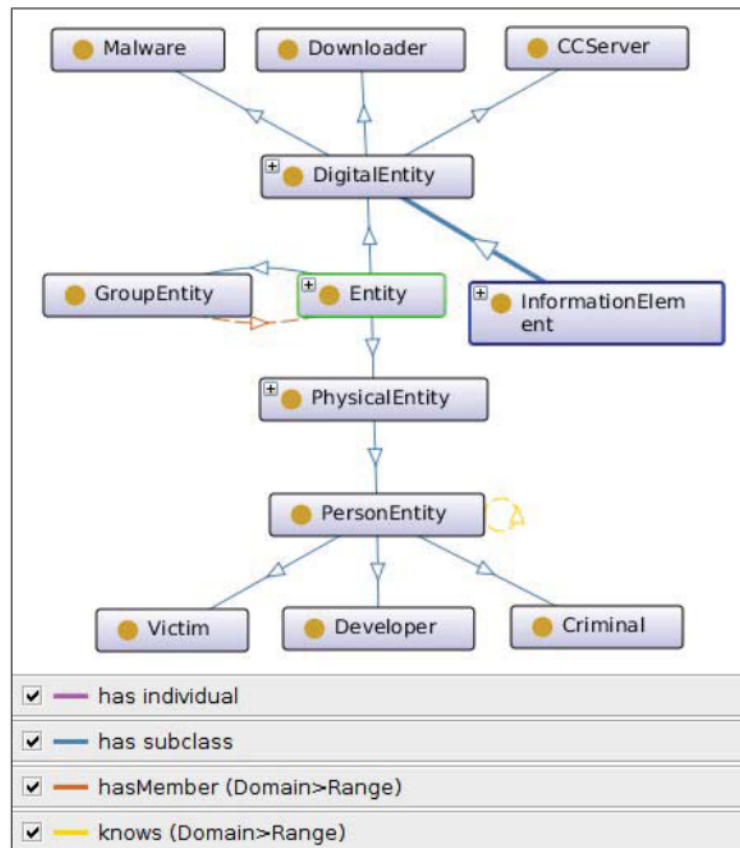 Malware
Downloader
CCServer
DigitalEntity
GroupEntity
Entity
InformationElem
ent
PhysicalEntity
PersonEntity
Victim
Developer
Criminal
has individual
has subclass
hasMember (Domain>Range)
knows (Domain>Range)